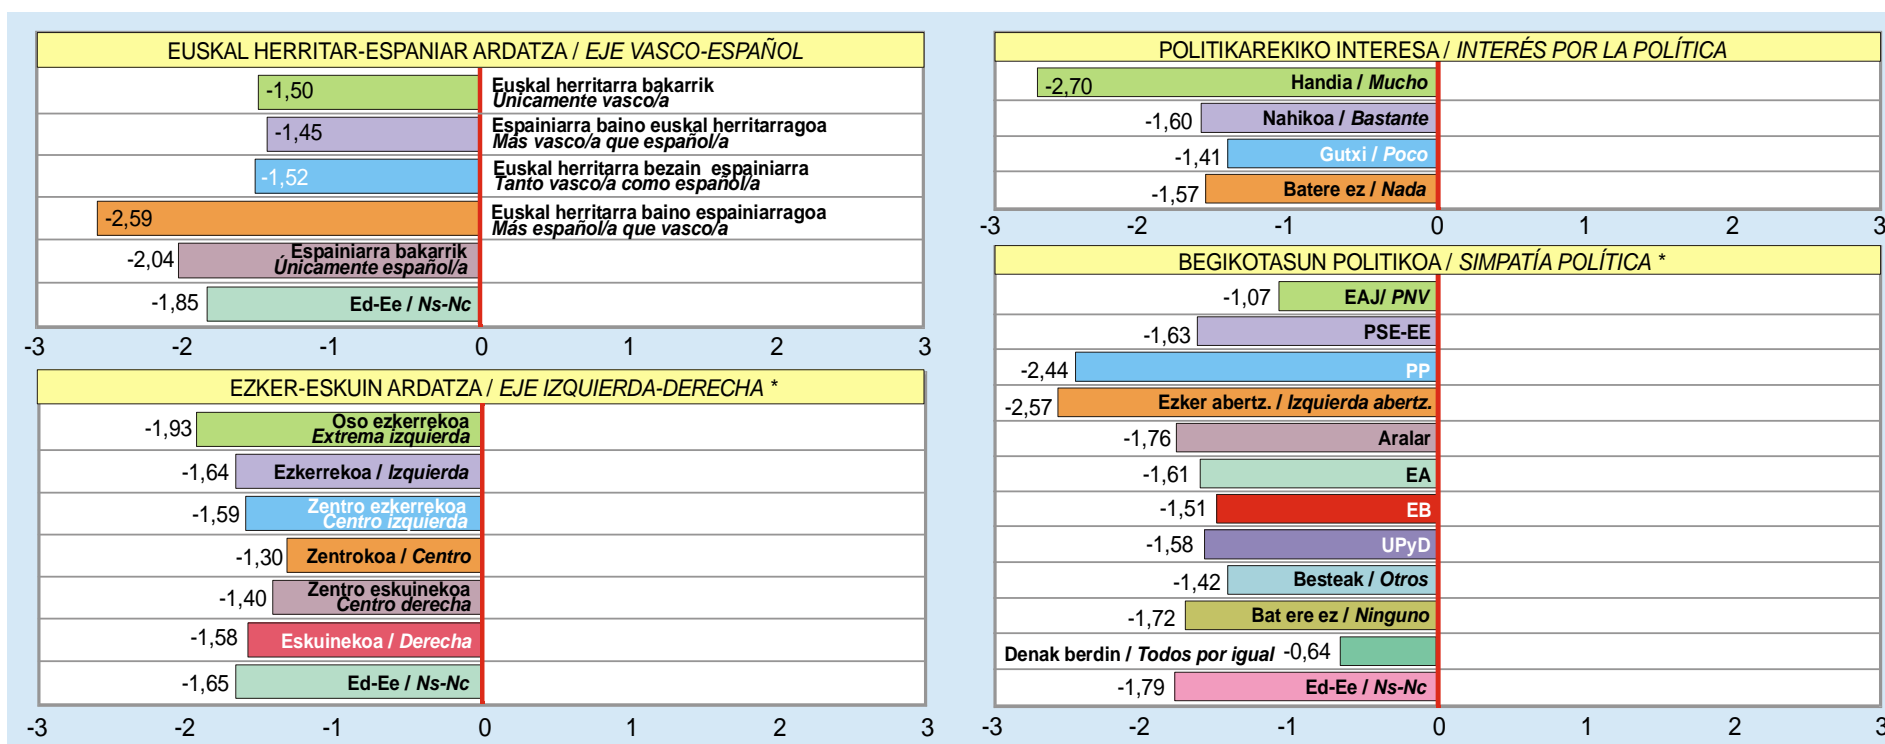 EUSKAL HERRITAR-ESPANIAR ARDATZA / EJE VASCO-ESPAÑOL
-1,50 Euskal herritarra bakarrik
Únicamente vasco/a
-1,45 Espainiarra baino euskal herritarragoa
Más vasco/a que español/a
-1,52 Euskal herritarra bezain espainiarra
Tanto vasco/a como español/a
-2,59 Euskal herritarra baino espainiarragoa
Más español/a que vasco/a
-2,04 Espainiarra bakarrik
Únicamente español/a
-1,85 Ed-Ee / Ns-Nc
-3 -2 -1 0 1 2 3
EZKER-ESKUIN ARDATZA / EJE IZQUIERDA-DERECHA *
-1,93 Oso ezkerrekoa
Extrema izquierda
-1,64 Ezkerrekoa / Izquierda
-1,59 Zentro ezkerrekoa
Centro izquierda
-1,30 Zentrokoa / Centro
-1,40 Zentro eskuinekoa
Centro derecha
-1,58 Eskuinekoa / Derecha
-1,65 Ed-Ee / Ns-Nc
-3 -2 -1 0 1 2 3
POLITIKAREKIKO INTERESA / INTERÉS POR LA POLÍTICA
-2,70 Handia / Mucho
-1,60 Nahikoa / Bastante
-1,41 Gutxi / Poco
-1,57 Batere ez / Nada
-3 -2 -1 0 1 2 3
BEGIKOTASUN POLITIKOA / SIMPATÍA POLÍTICA *
-1,07 EAJ/ PNV
-1,63 PSE-EE
-2,44 PP
-2,57 Ezker abertz. / Izquierda abertz.
-1,76 Aralar
-1,61 EA
-1,51 EB
-1,58 UPyD
-1,42 Besteak / Otros
-1,72 Bat ere ez / Ninguno
Denak berdin / Todos por igual -0,64
-1,79 Ed-Ee / Ns-Nc
-3 -2 -1 0 1 2 3